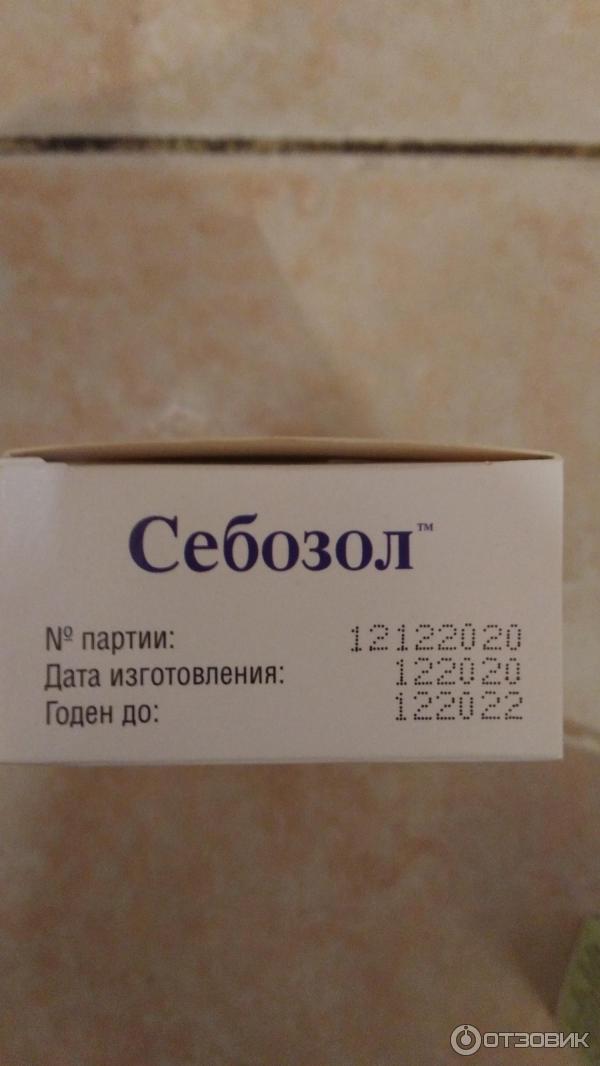 Себозол™
№ партии: 12122020
Дата изготовления: 122020
Годен до: 122022
ОТЗОВИК